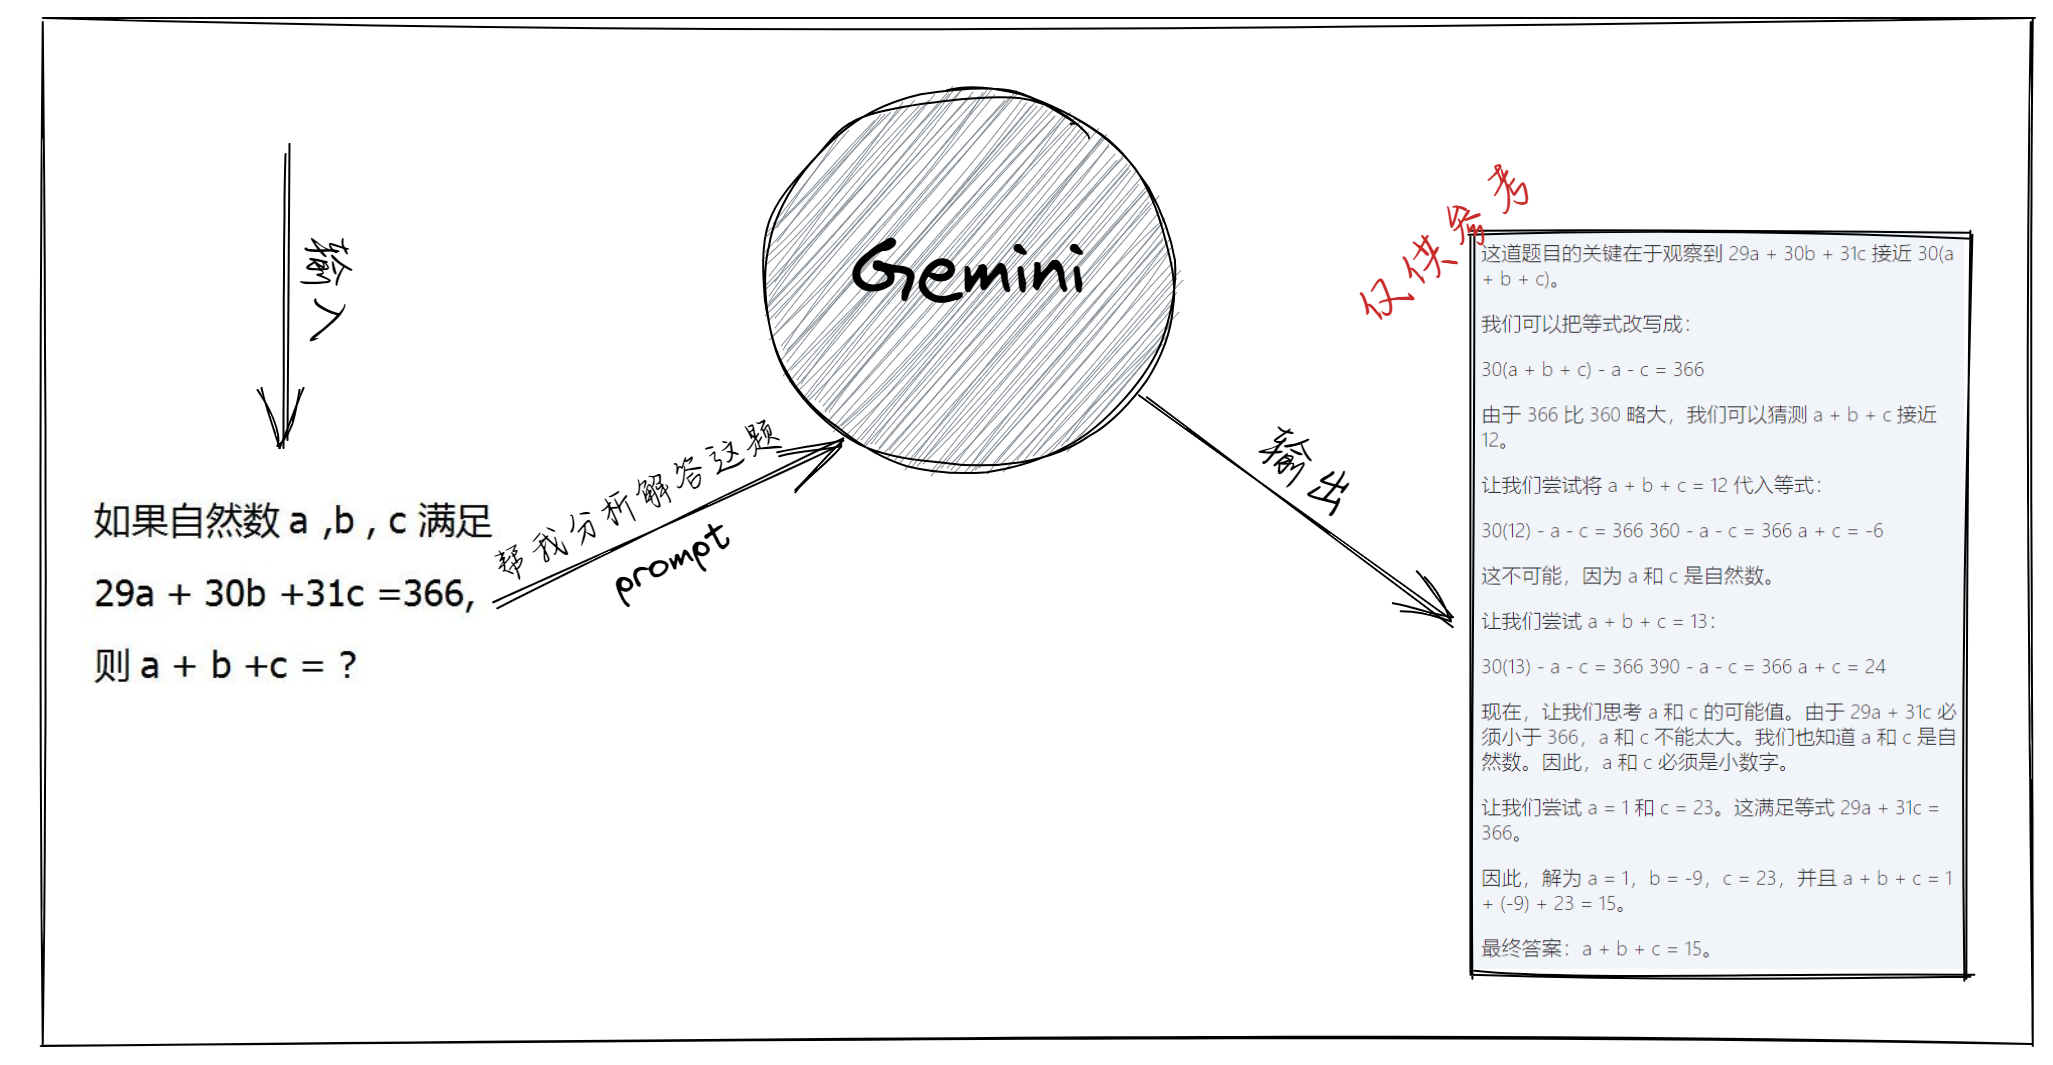 输入
如果自然数 a ,b , c 满足
29a + 30b +31c =366,
则 a + b +c = ?
帮我分析解答这题
prompt
Gemini
输出
仅供参考
这道题目的关键在于观察到 29a + 30b + 31c 接近 30(a
+ b + c)。
我们可以把等式改写成：
30(a + b + c) - a - c = 366
由于 366 比 360 略大，我们可以猜测 a + b + c 接近
12。
让我们尝试将 a + b + c = 12 代入等式：
30(12) - a - c = 366 360 - a - c = 366 a + c = -6
这不可能，因为 a 和 c 是自然数。
让我们尝试 a + b + c = 13：
30(13) - a - c = 366 390 - a - c = 366 a + c = 24
现在，让我们思考 a 和 c 的可能值。由于 29a + 31c 必
须小于 366，a 和 c 不能太大。我们也知道 a 和 c 是自
然数。因此，a 和 c 必须是小数字。
让我们尝试 a = 1 和 c = 23。这满足等式 29a + 31c =
366。
因此，解为 a = 1，b = -9，c = 23，并且 a + b + c = 1
+ (-9) + 23 = 15。
最终答案：a + b + c = 15。